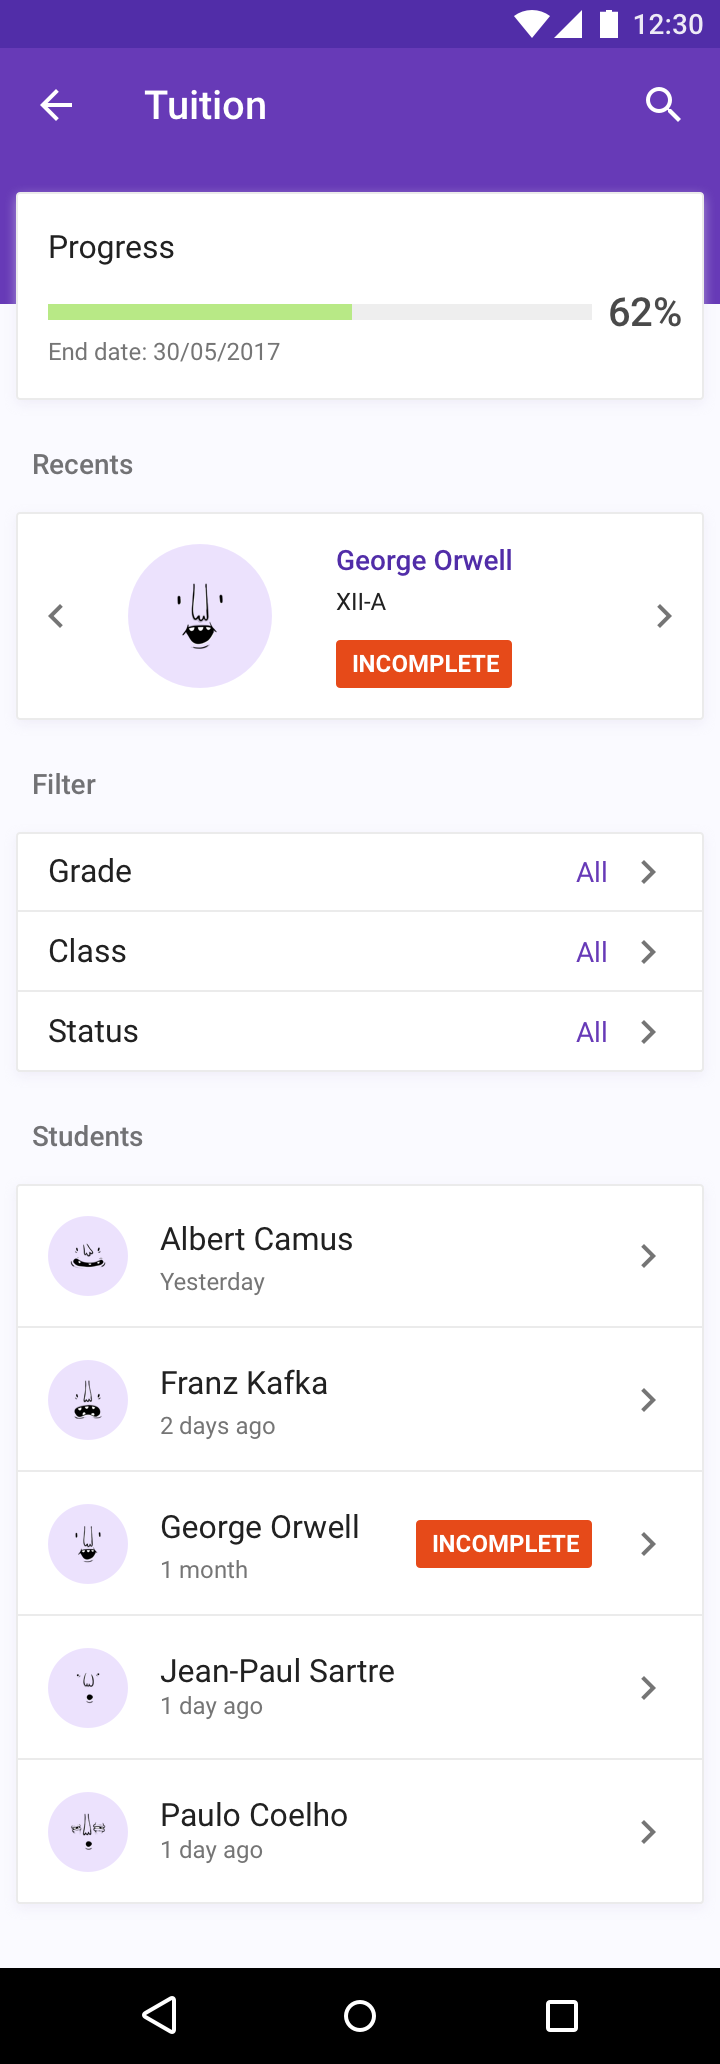 12:30
Tuition
Progress
62%
End date: 30/05/2017
Recents
George Orwell
XII-A
INCOMPLETE
Filter
Grade All
Class All
Status All
Students
Albert Camus
Yesterday
Franz Kafka
2 days ago
George Orwell
INCOMPLETE
1 month
Jean-Paul Sartre
1 day ago
Paulo Coelho
1 day ago